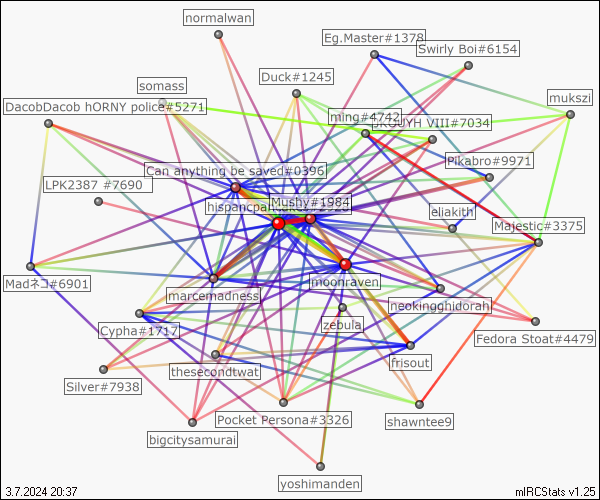 normalwan
Eg.Master#1378
Swirly Boi#6154
Duck#1245
somass
mukszi
DacobDacob hORNY police#5271
ming#4742
VIII#7034
Pikabro#9971
Can anything be saved#0396
LPK2387 #7690
Mushy#1984
eliakith
Majestic#3375
moonraven
Madネコ#6901
marcemadness
neokingghidorah
Cypha#1717
zebula
Fedora Stoat#4479
frisout
thesecondtwat
Silver#7938
Pocket Persona#3326
shawntee9
bigcitysamurai
yoshimanden
3.7.2024 20:37
mIRCStats v1.25